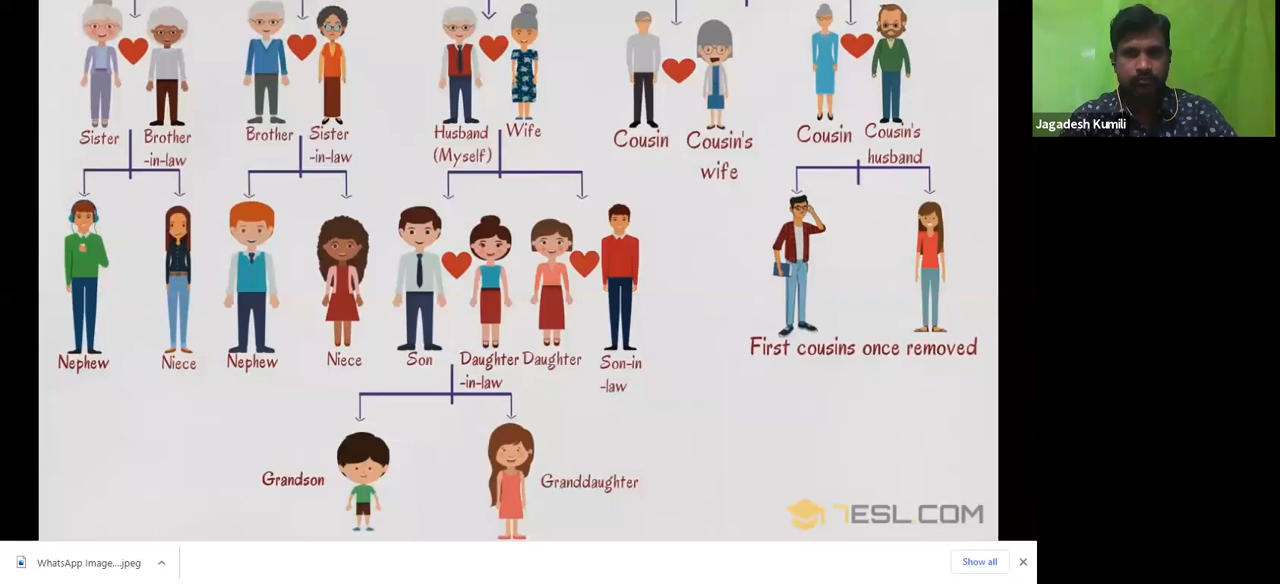 Jagadesh Kumili
Sister
Brother
-in-law
Brother
Sister
-in-law
Husband
(Myself)
Wife
Cousin
Cousin's
wife
Cousin
Cousin's
husband
Nephew
Niece
Nephew
Niece
Son
Daughter
-in-law
Daughter
Son-in
-law
First cousins once removed
Grandson
Granddaughter
7ESL.COM
WhatsApp Image....jpeg
Show all